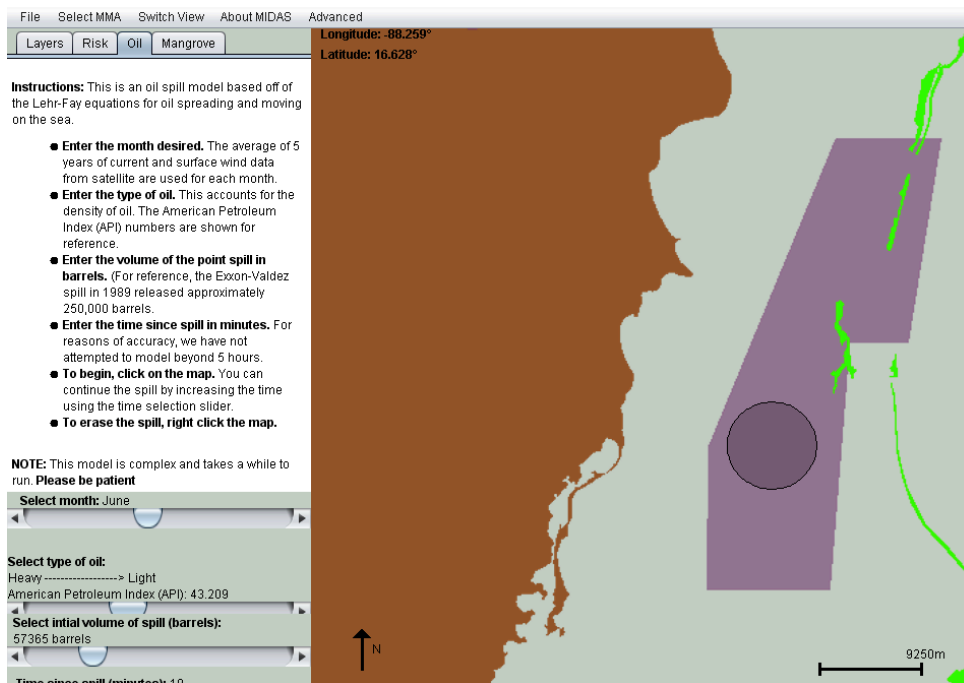 File Select MMA Switch View About MIDAS Advanced
Layers Risk Oil Mangrove
Longitude: -88.259°
Latitude: 16.628°
Instructions: This is an oil spill model based off of
the Lehr-Fay equations for oil spreading and moving
on the sea.
Enter the month desired. The average of 5
years of current and surface wind data
from satellite are used for each month.
Enter the type of oil. This accounts for the
density of oil. The American Petroleum
Index (API) numbers are shown for
reference.
Enter the volume of the point spill in
barrels. (For reference, the Exxon-Valdez
spill in 1989 released approximately
250,000 barrels.
Enter the time since spill in minutes. For
reasons of accuracy, we have not
attempted to model beyond 5 hours.
To begin, click on the map. You can
continue the spill by increasing the time
using the time selection slider.
To erase the spill, right click the map.
NOTE: This model is complex and takes a while to
run. Please be patient
Select month: June
Select type of oil:
Heavy ------------------> Light
American Petroleum Index (API): 43.209
Select intial volume of spill (barrels):
57365 barrels
Time since spill (minutes): 10
N
9250m